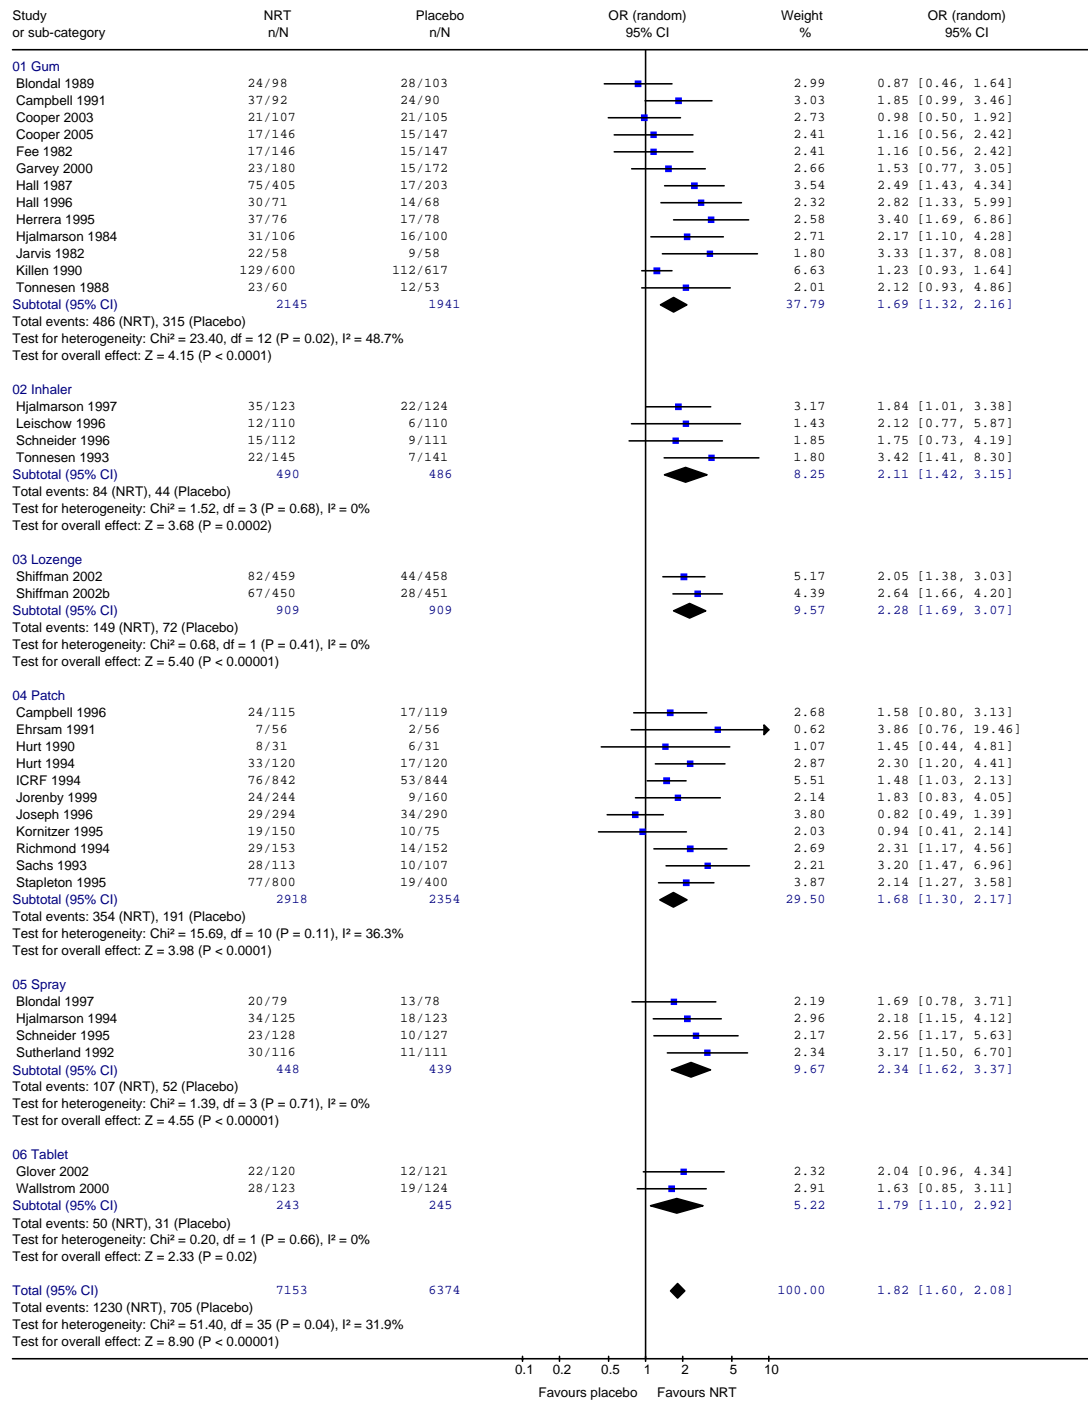 Study NRT Placebo OR (random) Weight OR (random)
or sub-category n/N n/N 95% CI % 95% CI
01 Gum
Blondal 1989 24/98 28/103 2.99 0.87 [0.46, 1.64]
Campbell 1991 37/92 24/90 3.03 1.85 [0.99, 3.46]
Cooper 2003 21/107 21/105 2.73 0.98 [0.50, 1.92]
Cooper 2005 17/146 15/147 2.41 1.16 [0.56, 2.42]
Fee 1982 17/146 15/147 2.41 1.16 [0.56, 2.42]
Garvey 2000 23/180 15/172 2.66 1.53 [0.77, 3.05]
Hall 1987 75/405 17/203 3.54 2.49 [1.43, 4.34]
Hall 1996 30/71 14/68 2.32 2.82 [1.33, 5.99]
Herrera 1995 37/76 17/78 2.58 3.40 [1.69, 6.86]
Hjalmarson 1984 31/106 16/100 2.71 2.17 [1.10, 4.28]
Jarvis 1982 22/58 9/58 1.80 3.33 [1.37, 8.08]
Killen 1990 129/600 112/617 6.63 1.23 [0.93, 1.64]
Tonnesen 1988 23/60 12/53 2.01 2.12 [0.93, 4.86]
Subtotal (95% CI) 2145 1941 37.79 1.69 [1.32, 2.16]
Total events: 486 (NRT), 315 (Placebo)
Test for heterogeneity: Chi² = 23.40, df = 12 (P = 0.02), I² = 48.7%
Test for overall effect: Z = 4.15 (P < 0.0001)
02 Inhaler
Hjalmarson 1997 35/123 22/124 3.17 1.84 [1.01, 3.38]
Leischow 1996 12/110 6/110 1.43 2.12 [0.77, 5.87]
Schneider 1996 15/112 9/111 1.85 1.75 [0.73, 4.19]
Tonnesen 1993 22/145 7/141 1.80 3.42 [1.41, 8.30]
Subtotal (95% CI) 490 486 8.25 2.11 [1.42, 3.15]
Total events: 84 (NRT), 44 (Placebo)
Test for heterogeneity: Chi² = 1.52, df = 3 (P = 0.68), I² = 0%
Test for overall effect: Z = 3.68 (P = 0.0002)
03 Lozenge
Shiffman 2002 82/459 44/458 5.17 2.05 [1.38, 3.03]
Shiffman 2002b 67/450 28/451 4.39 2.64 [1.66, 4.20]
Subtotal (95% CI) 909 909 9.57 2.28 [1.69, 3.07]
Total events: 149 (NRT), 72 (Placebo)
Test for heterogeneity: Chi² = 0.68, df = 1 (P = 0.41), I² = 0%
Test for overall effect: Z = 5.40 (P < 0.00001)
04 Patch
Campbell 1996 24/115 17/119 2.68 1.58 [0.80, 3.13]
Ehrsam 1991 7/56 2/56 0.62 3.86 [0.76, 19.46]
Hurt 1990 8/31 6/31 1.07 1.45 [0.44, 4.81]
Hurt 1994 33/120 17/120 2.87 2.30 [1.20, 4.41]
ICRF 1994 76/842 53/844 5.51 1.48 [1.03, 2.13]
Jorenby 1999 24/244 9/160 2.14 1.83 [0.83, 4.05]
Joseph 1996 29/294 34/290 3.80 0.82 [0.49, 1.39]
Kornitzer 1995 19/150 10/75 2.03 0.94 [0.41, 2.14]
Richmond 1994 29/153 14/152 2.69 2.31 [1.17, 4.56]
Sachs 1993 28/113 10/107 2.21 3.20 [1.47, 6.96]
Stapleton 1995 77/800 19/400 3.87 2.14 [1.27, 3.58]
Subtotal (95% CI) 2918 2354 29.50 1.68 [1.30, 2.17]
Total events: 354 (NRT), 191 (Placebo)
Test for heterogeneity: Chi² = 15.69, df = 10 (P = 0.11), I² = 36.3%
Test for overall effect: Z = 3.98 (P < 0.0001)
05 Spray
Blondal 1997 20/79 13/78 2.19 1.69 [0.78, 3.71]
Hjalmarson 1994 34/125 18/123 2.96 2.18 [1.15, 4.12]
Schneider 1995 23/128 10/127 2.17 2.56 [1.17, 5.63]
Sutherland 1992 30/116 11/111 2.34 3.17 [1.50, 6.70]
Subtotal (95% CI) 448 439 9.67 2.34 [1.62, 3.37]
Total events: 107 (NRT), 52 (Placebo)
Test for heterogeneity: Chi² = 1.39, df = 3 (P = 0.71), I² = 0%
Test for overall effect: Z = 4.55 (P < 0.00001)
06 Tablet
Glover 2002 22/120 12/121 2.32 2.04 [0.96, 4.34]
Wallstrom 2000 28/123 19/124 2.91 1.63 [0.85, 3.11]
Subtotal (95% CI) 243 245 5.22 1.79 [1.10, 2.92]
Total events: 50 (NRT), 31 (Placebo)
Test for heterogeneity: Chi² = 0.20, df = 1 (P = 0.66), I² = 0%
Test for overall effect: Z = 2.33 (P = 0.02)
Total (95% CI) 7153 6374 100.00 1.82 [1.60, 2.08]
Total events: 1230 (NRT), 705 (Placebo)
Test for heterogeneity: Chi² = 51.40, df = 35 (P = 0.04), I² = 31.9%
Test for overall effect: Z = 8.90 (P < 0.00001)
0.1 0.2 0.5 1 2 5 10
Favours placebo Favours NRT